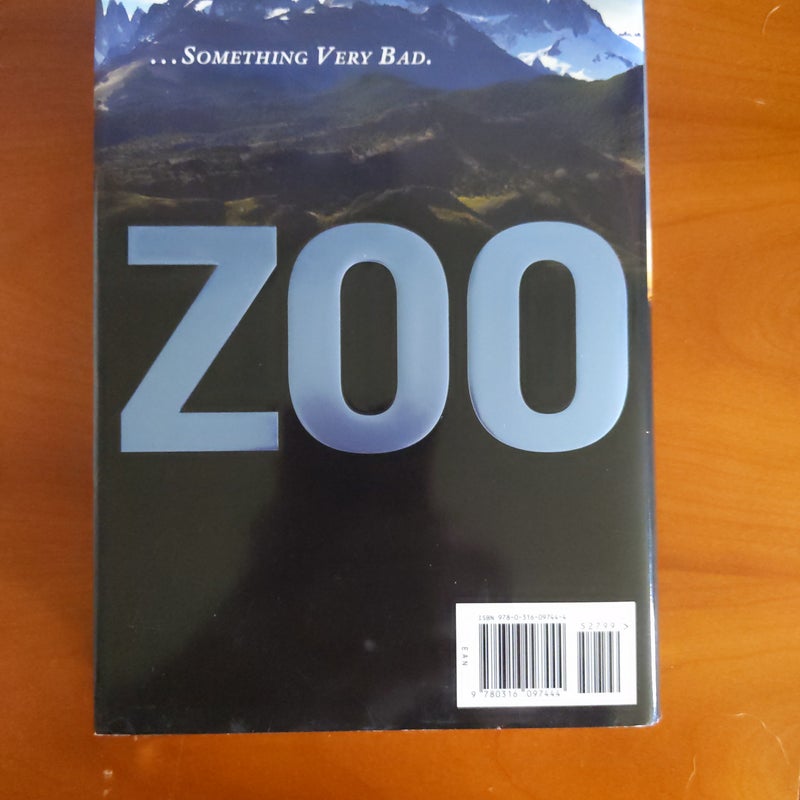 ...SOMETHING VERY BAD.
ZOO
ISBN 978-0-316-09744-4
52799 >
EAN
9 780316 097444